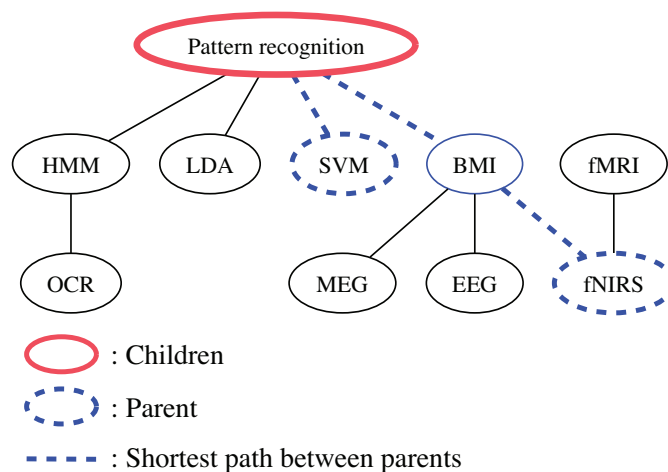 Pattern recognition
HMM LDA SVM BMI fMRI
OCR MEG EEG fNIRS
: Children
: Parent
: Shortest path between parents